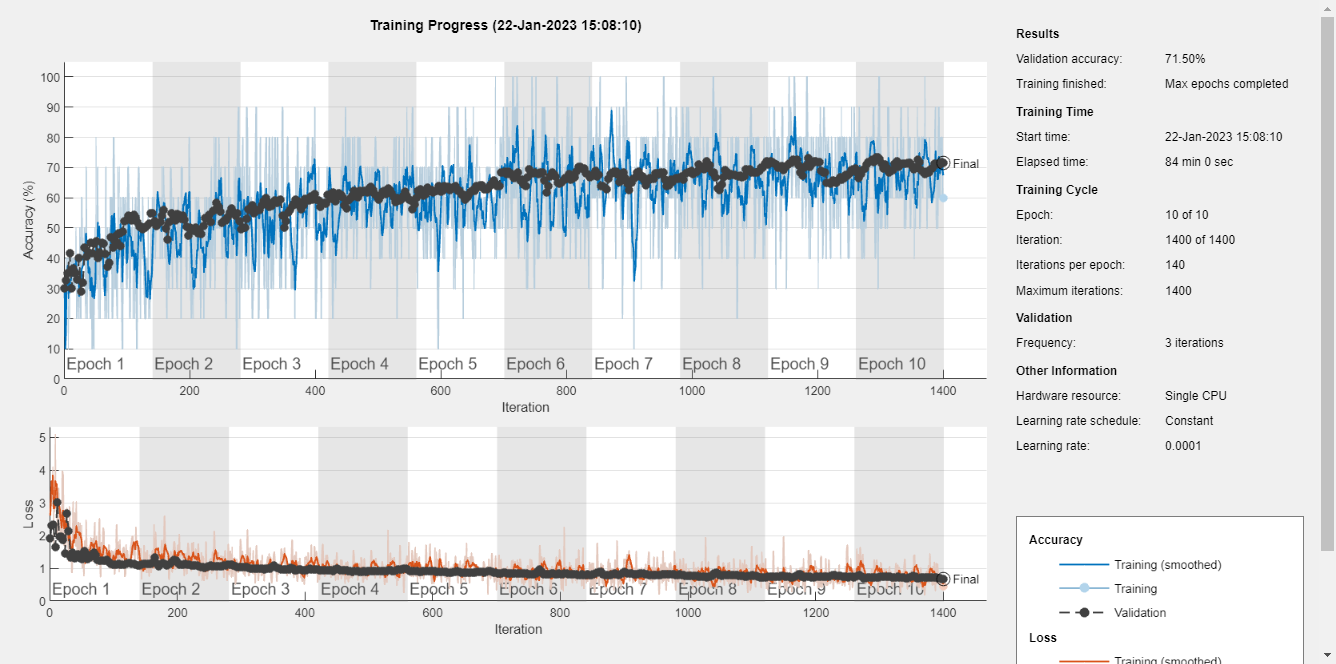 Training Progress (22-Jan-2023 15:08:10)
100
90
80
70
60
50
40
30
20
10
0
Accuracy (%)
Final
Epoch 1 Epoch 2 Epoch 3 Epoch 4 Epoch 5 Epoch 6 Epoch 7 Epoch 8 Epoch 9 Epoch 10
0 200 400 600 800 1000 1200 1400
Iteration
5
4
3
2
1
0
Loss
Final
Epoch 1 Epoch 2 Epoch 3 Epoch 4 Epoch 5 Epoch 6 Epoch 7 Epoch 8 Epoch 9 Epoch 10
0 200 400 600 800 1000 1200 1400
Iteration
Results
Validation accuracy: 71.50%
Training finished: Max epochs completed
Training Time
Start time: 22-Jan-2023 15:08:10
Elapsed time: 84 min 0 sec
Training Cycle
Epoch: 10 of 10
Iteration: 1400 of 1400
Iterations per epoch: 140
Maximum iterations: 1400
Validation
Frequency: 3 iterations
Other Information
Hardware resource: Single CPU
Learning rate schedule: Constant
Learning rate: 0.0001
Accuracy
Training (smoothed)
Training
Validation
Loss
Training (smoothed)